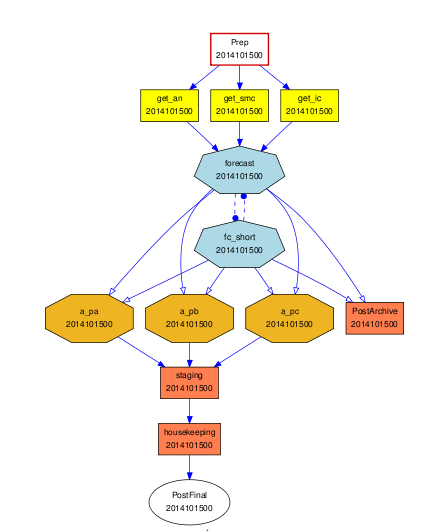 Prep
2014101500
get_an
2014101500
get_smc
2014101500
get_ic
2014101500
forecast
2014101500
fc_short
2014101500
a_pa
2014101500
a_pb
2014101500
a_pc
2014101500
PostArchive
2014101500
staging
2014101500
housekeeping
2014101500
PostFinal
2014101500